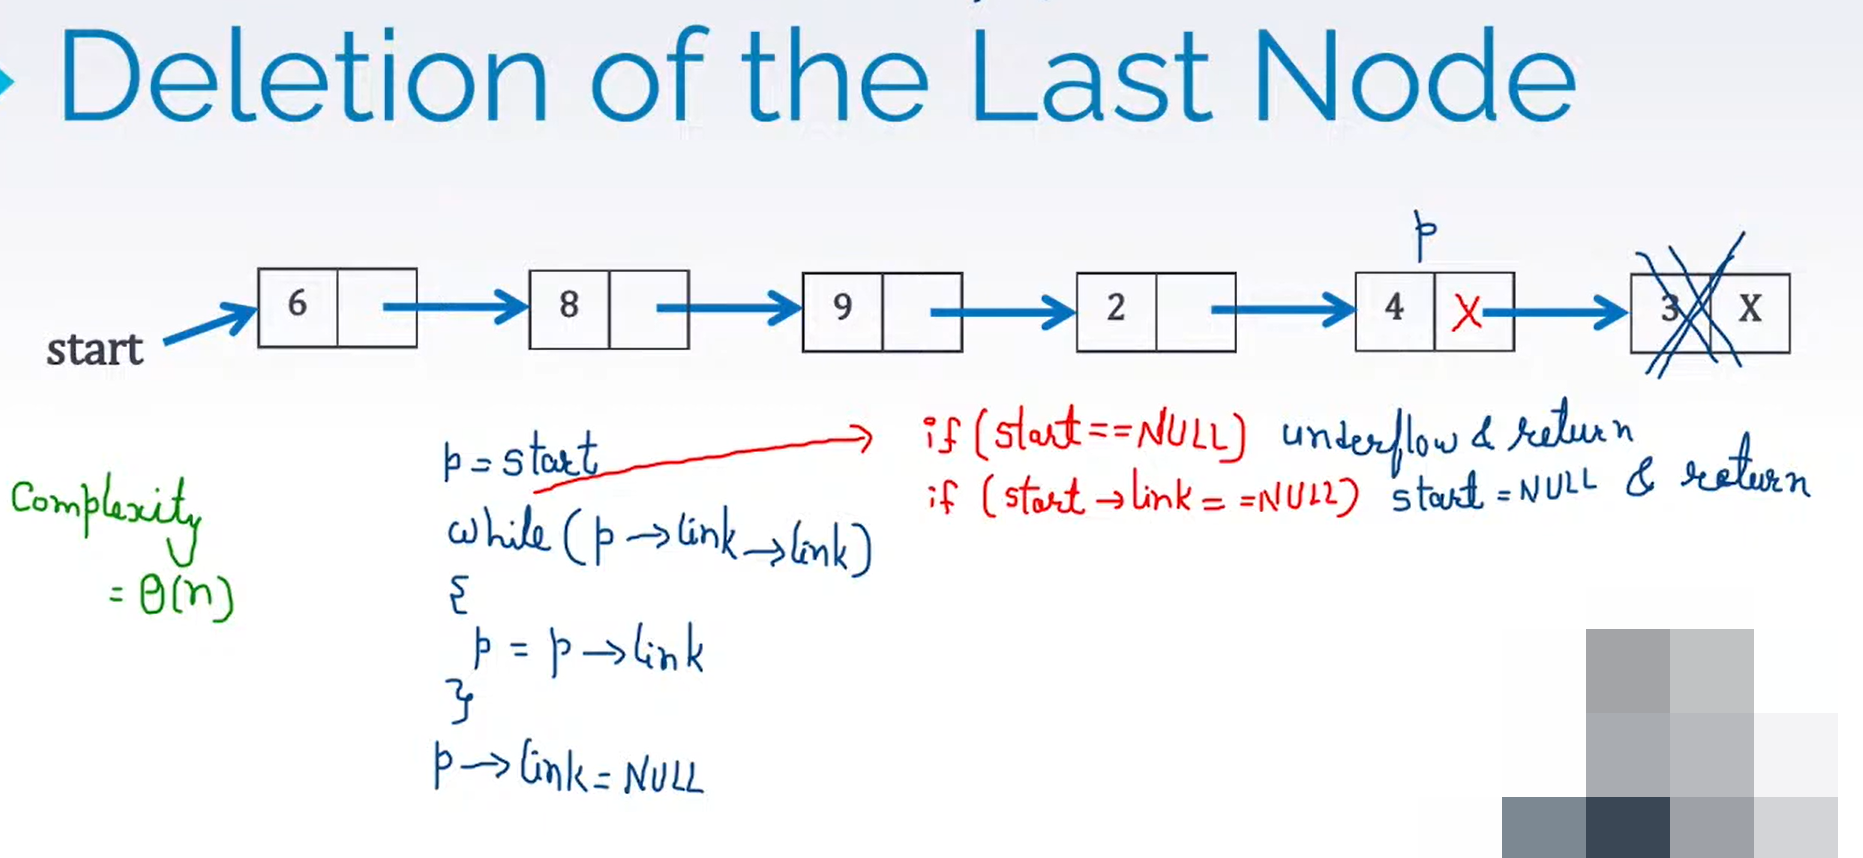 Deletion of the Last Node
p
6 8 9 2 4 X 3 X
start
if (start==NULL) underflow & return
if (start→link==NULL) start=NULL & return
p = start
while (p→link→link)
{
p = p→link
}
p→link = NULL
Complexity
= θ(n)